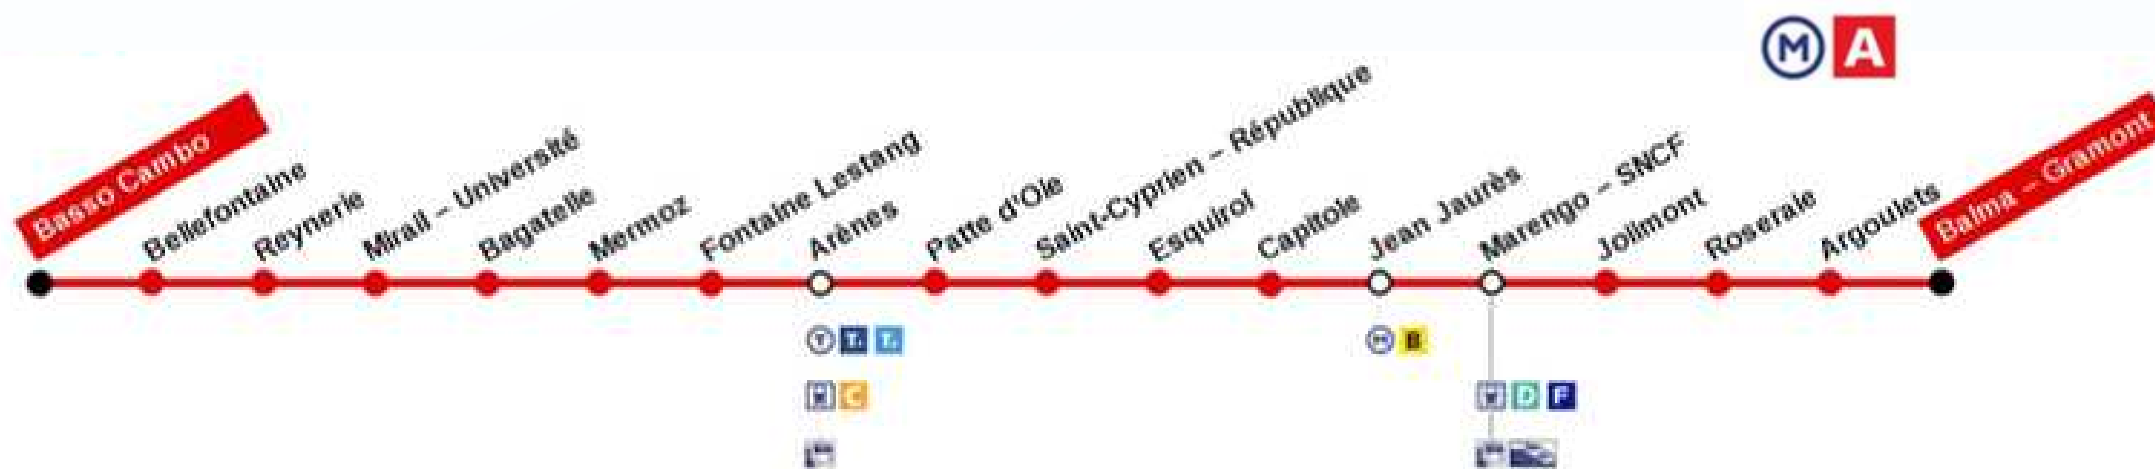 M A
Basso Cambo
Bellefontaine
Reynerie
Mirail – Université
Bagatelle
Mermoz
Fontaine Lestang
Arènes
Patte d'Oie
Saint-Cyprien – République
Esquirol
Capitole
Jean Jaurès
Marengo – SNCF
Jolimont
Roseraie
Argoulets
Balma – Gramont
T
M B
C
D F